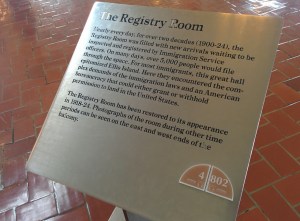 The Registry Room
Nearly every day, for over two decades (1900-24), the
Registry Room was filled with new arrivals waiting to be
inspected and registered by Immigration Service
officers. On many days, over 5,000 people would file
through the space. For most immigrants, this great hall
epitomized Ellis Island. Here they encountered the com-
plex demands of the immigration laws and an American
bureaucracy that could either grant or withhold
permission to land in the United States.
The Registry Room has been restored to its appearance
in 1918-24. Photographs of the room during other time
periods can be seen on the east and west ends of the
balcony.
4 802